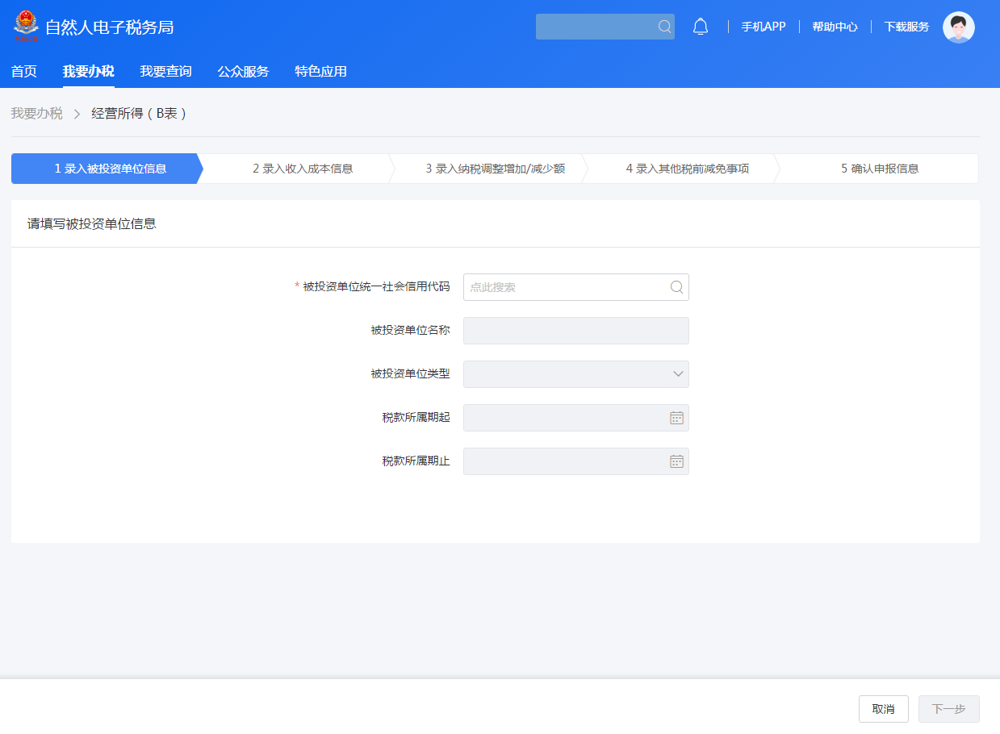 自然人电子税务局
手机APP
帮助中心
下载服务
首页
我要办税
我要查询
公众服务
特色应用
我要办税 > 经营所得（B表）
1 录入被投资单位信息
2 录入收入成本信息
3 录入纳税调整增加/减少额
4 录入其他税前减免事项
5 确认申报信息
请填写被投资单位信息
* 被投资单位统一社会信用代码
点此搜索
被投资单位名称
被投资单位类型
税款所属期起
税款所属期止
取消
下一步